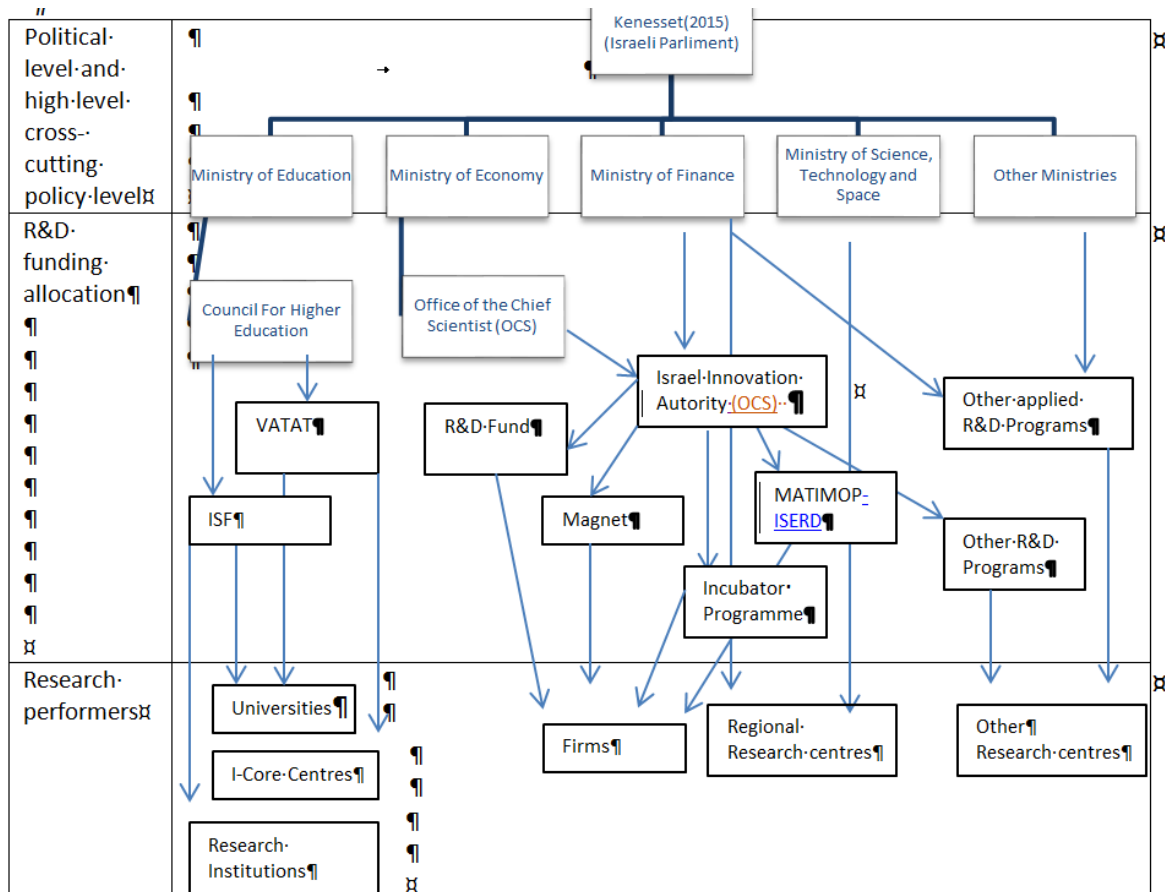 Kenesset(2015)
(Israeli Parliment)
Political·
level·and·
high·level·
cross-·
cutting·
policy·level¤
Ministry of Education
Ministry of Economy
Ministry of Finance
Ministry of Science,
Technology and
Space
Other Ministries
R&D·
funding·
allocation¶
Council For Higher
Education
Office of the Chief
Scientist (OCS)
Israel·Innovation·
Autority·(OCS)··¶
Other·applied·
R&D·Programs¶
VATAT¶
R&D·Fund¶
ISF¶
Magnet¶
MATIMOP-
ISERD¶
Other·R&D·
Programs¶
Incubator·
Programme¶
Research·
performers¤
Universities¶
Firms¶
Regional·
Research·centres¶
Other¶
Research·centres¶
I-Core·Centres¶
Research·
Institutions¶